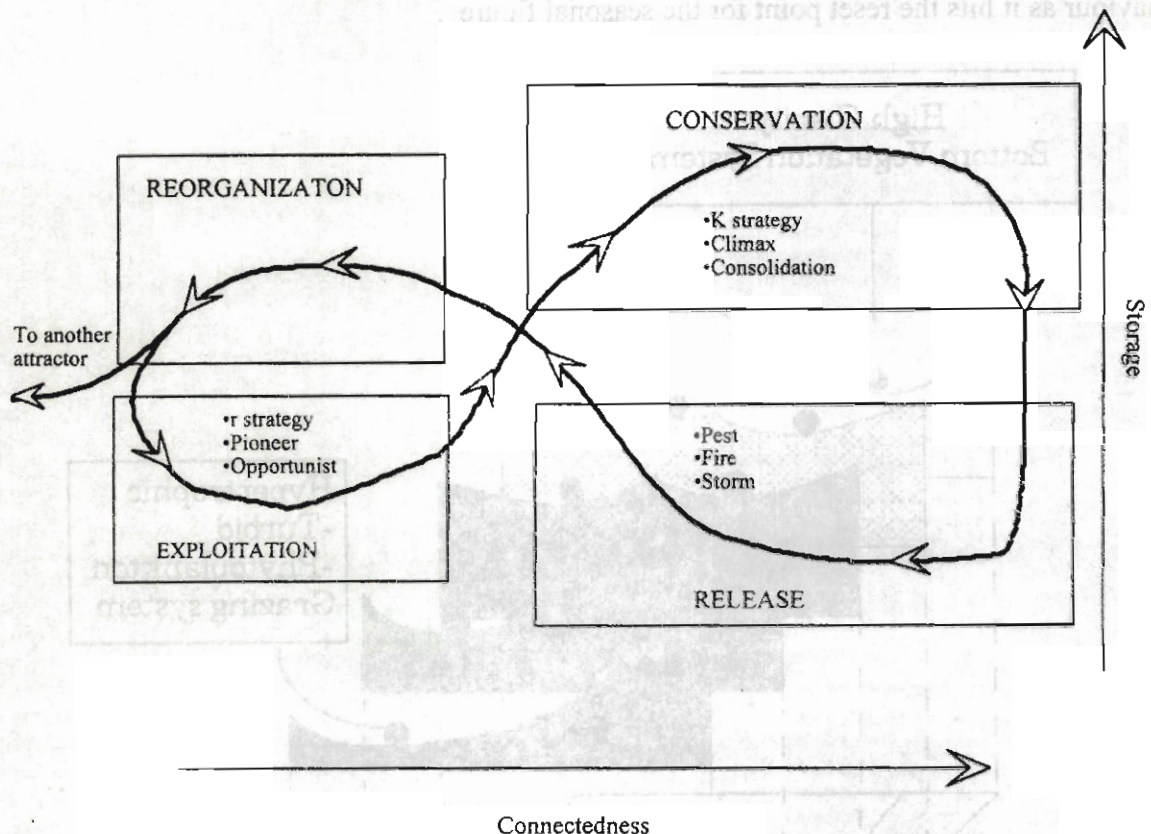 CONSERVATION
REORGANIZATON
•K strategy
•Climax
•Consolidation
To another
attractor
Storage
•r strategy
•Pioneer
•Opportunist
EXPLOITATION
•Pest
•Fire
•Storm
RELEASE
Connectedness